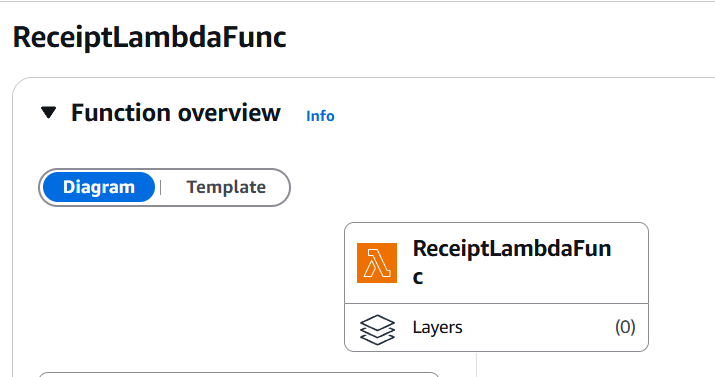 ReceiptLambdaFunc
Function overview Info
Diagram Template
ReceiptLambdaFun
c
Layers (0)